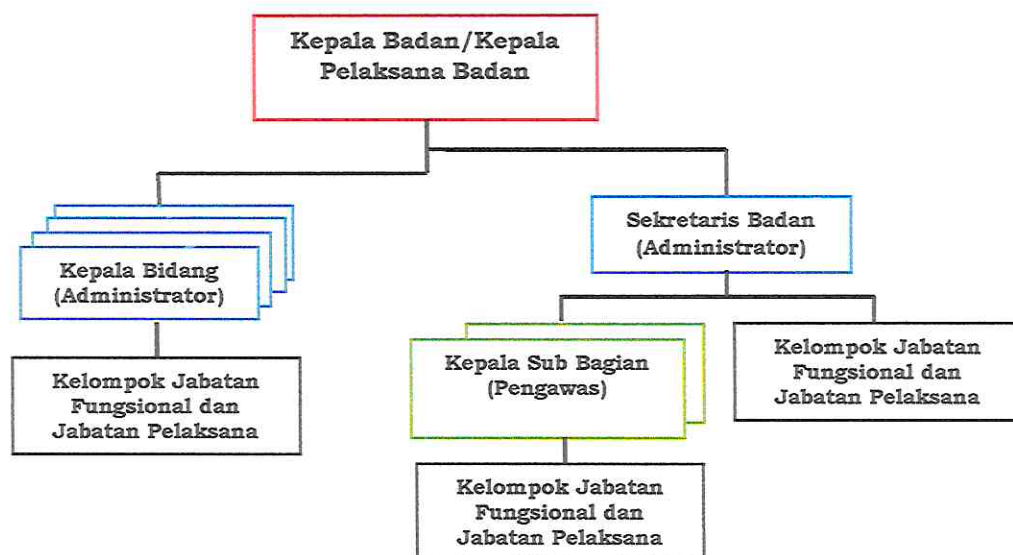 Kepala Badan/Kepala
Pelaksana Badan
Sekretaris Badan
(Administrator)
Kepala Bidang
(Administrator)
Kepala Sub Bagian
(Pengawas)
Kelompok Jabatan
Fungsional dan
Jabatan Pelaksana
Kelompok Jabatan
Fungsional dan
Jabatan Pelaksana
Kelompok Jabatan
Fungsional dan
Jabatan Pelaksana